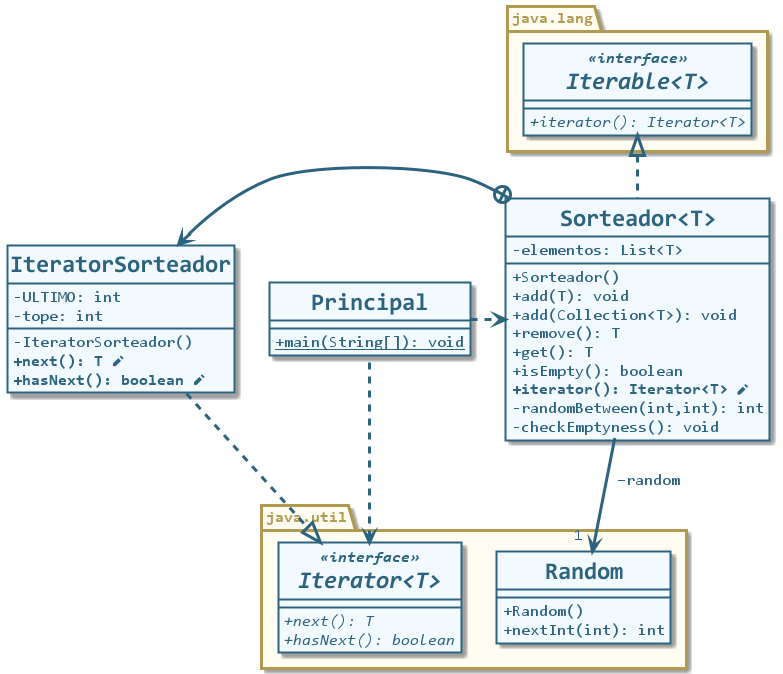 java.lang
«interface»
Iterable<T>
+iterator(): Iterator<T>
Sorteador<T>
-elementos: List<T>
+Sorteador()
+add(T): void
+add(Collection<T>): void
+remove(): T
+get(): T
+isEmpty(): boolean
+iterator(): Iterator<T>
-randomBetween(int,int): int
-checkEmptyness(): void
IteratorSorteador
-ULTIMO: int
-tope: int
-IteratorSorteador()
+next(): T
+hasNext(): boolean
Principal
+main(String[]): void
-random
1
java.util
«interface»
Iterator<T>
+next(): T
+hasNext(): boolean
Random
+Random()
+nextInt(int): int